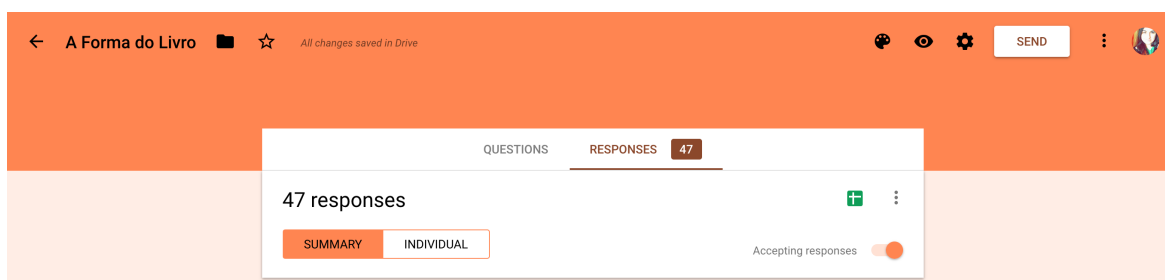 A Forma do Livro All changes saved in Drive SEND
QUESTIONS RESPONSES 47
47 responses
SUMMARY INDIVIDUAL
Accepting responses